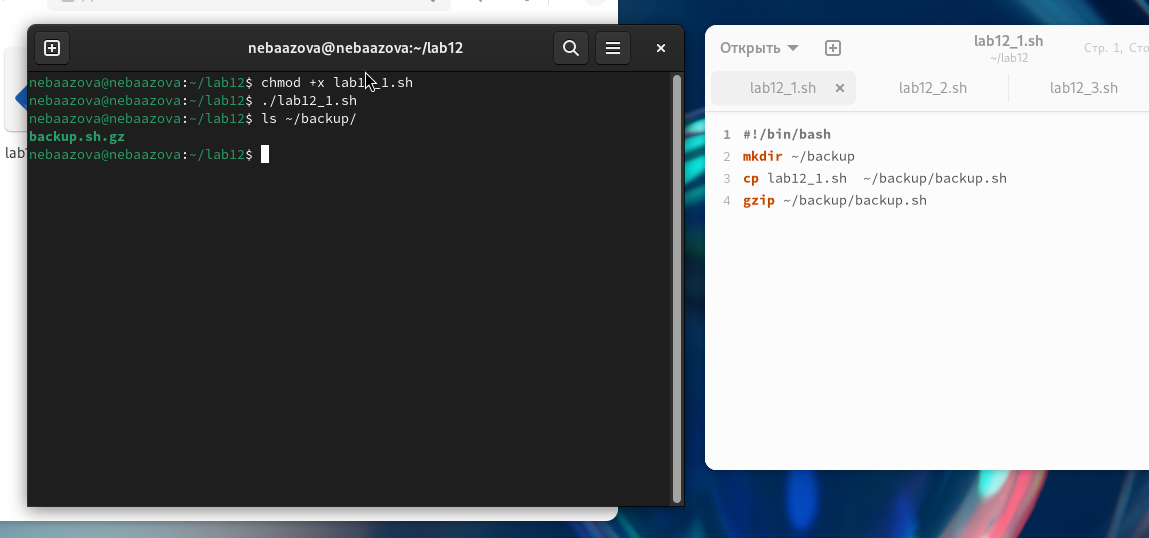 nebaazova@nebaazova:~/lab12
nebaazova@nebaazova:~/lab12$ chmod +x lab12_1.sh
nebaazova@nebaazova:~/lab12$ ./lab12_1.sh
nebaazova@nebaazova:~/lab12$ ls ~/backup/
backup.sh.gz
nebaazova@nebaazova:~/lab12$
Открыть
lab12_1.sh
~/lab12
Стр. 1,
lab12_1.sh
lab12_2.sh
lab12_3.sh
1 #!/bin/bash
2 mkdir ~/backup
3 cp lab12_1.sh  ~/backup/backup.sh
4 gzip ~/backup/backup.sh